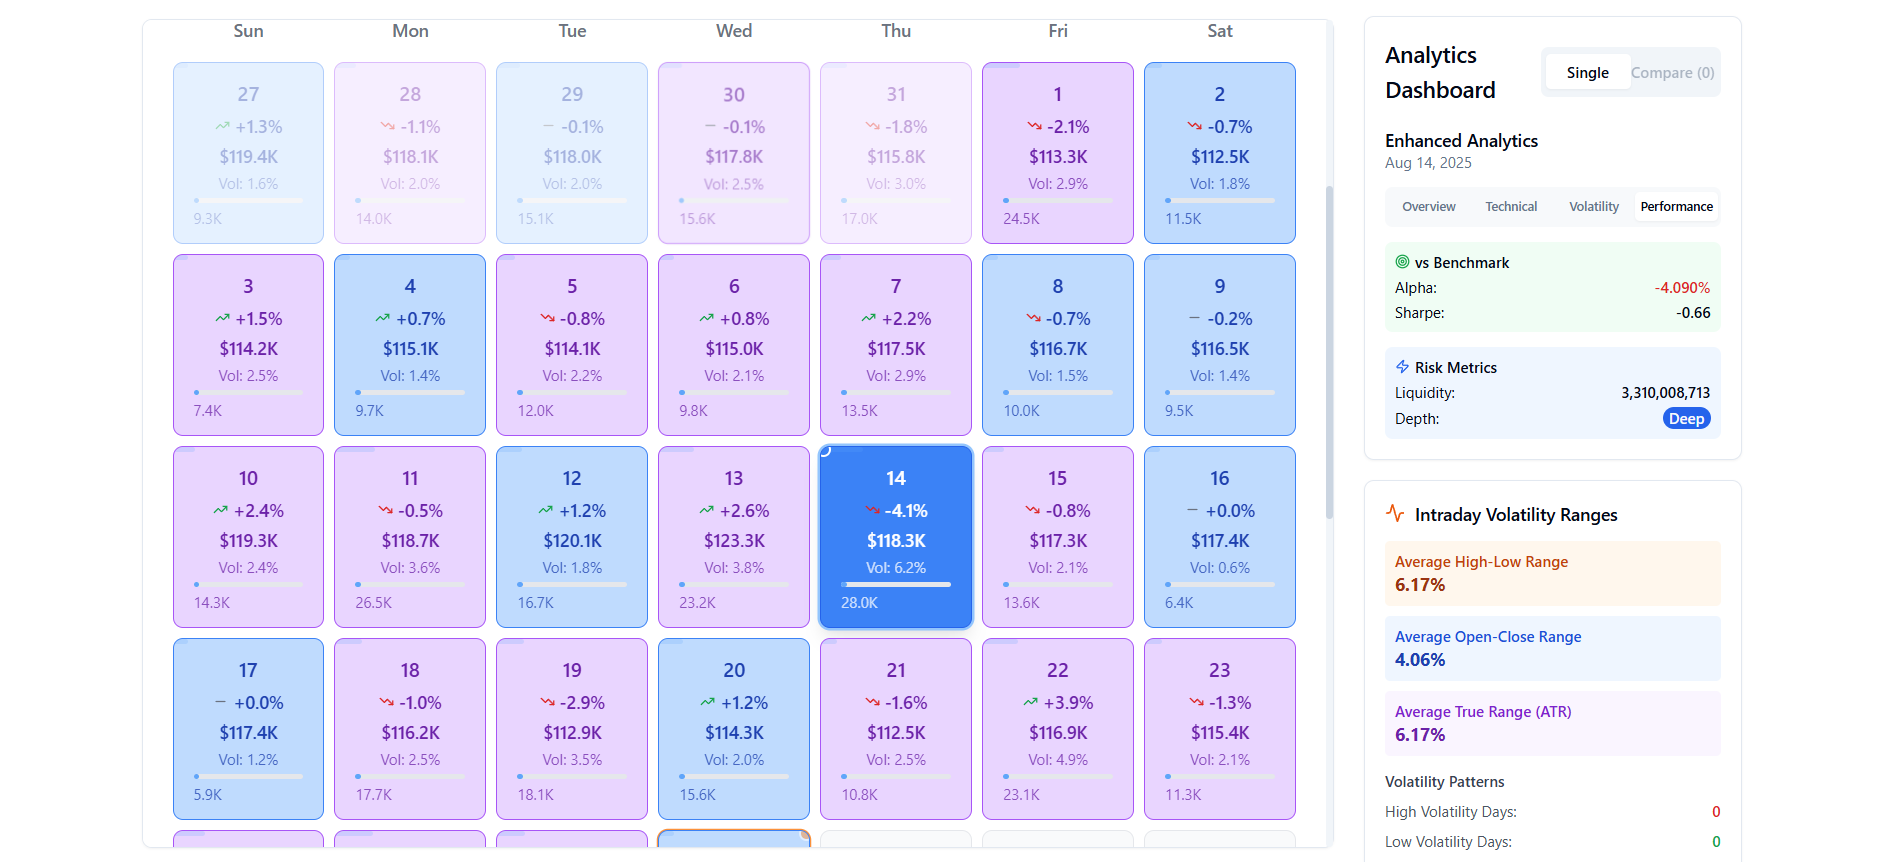 Sun Mon Tue Wed Thu Fri Sat
27 28 29 30 31 1 2
+1.3% -1.1% — -0.1% — -0.1% -1.8% -2.1% -0.7%
$119.4K $118.1K $118.0K $117.8K $115.8K $113.3K $112.5K
Vol: 1.6% Vol: 2.0% Vol: 2.0% Vol: 2.5% Vol: 3.0% Vol: 2.9% Vol: 1.8%
9.3K 14.0K 15.1K 15.6K 17.0K 24.5K 11.5K
3 4 5 6 7 8 9
+1.5% +0.7% -0.8% +0.8% +2.2% -0.7% — -0.2%
$114.2K $115.1K $114.1K $115.0K $117.5K $116.7K $116.5K
Vol: 2.5% Vol: 1.4% Vol: 2.2% Vol: 2.1% Vol: 2.9% Vol: 1.5% Vol: 1.4%
7.4K 9.7K 12.0K 9.8K 13.5K 10.0K 9.5K
10 11 12 13 14 15 16
+2.4% -0.5% +1.2% +2.6% -4.1% -0.8% — +0.0%
$119.3K $118.7K $120.1K $123.3K $118.3K $117.3K $117.4K
Vol: 2.4% Vol: 3.6% Vol: 1.8% Vol: 3.8% Vol: 6.2% Vol: 2.1% Vol: 0.6%
14.3K 26.5K 16.7K 23.2K 28.0K 13.6K 6.4K
17 18 19 20 21 22 23
— +0.0% -1.0% -2.9% +1.2% -1.6% +3.9% -1.3%
$117.4K $116.2K $112.9K $114.3K $112.5K $116.9K $115.4K
Vol: 1.2% Vol: 2.5% Vol: 3.5% Vol: 2.0% Vol: 2.5% Vol: 4.9% Vol: 2.1%
5.9K 17.7K 18.1K 15.6K 10.8K 23.1K 11.3K
Analytics
Dashboard
Single Compare (0)
Enhanced Analytics
Aug 14, 2025
Overview Technical Volatility Performance
vs Benchmark
Alpha: -4.090%
Sharpe: -0.66
Risk Metrics
Liquidity: 3,310,008,713
Depth: Deep
Intraday Volatility Ranges
Average High-Low Range
6.17%
Average Open-Close Range
4.06%
Average True Range (ATR)
6.17%
Volatility Patterns
High Volatility Days: 0
Low Volatility Days: 0